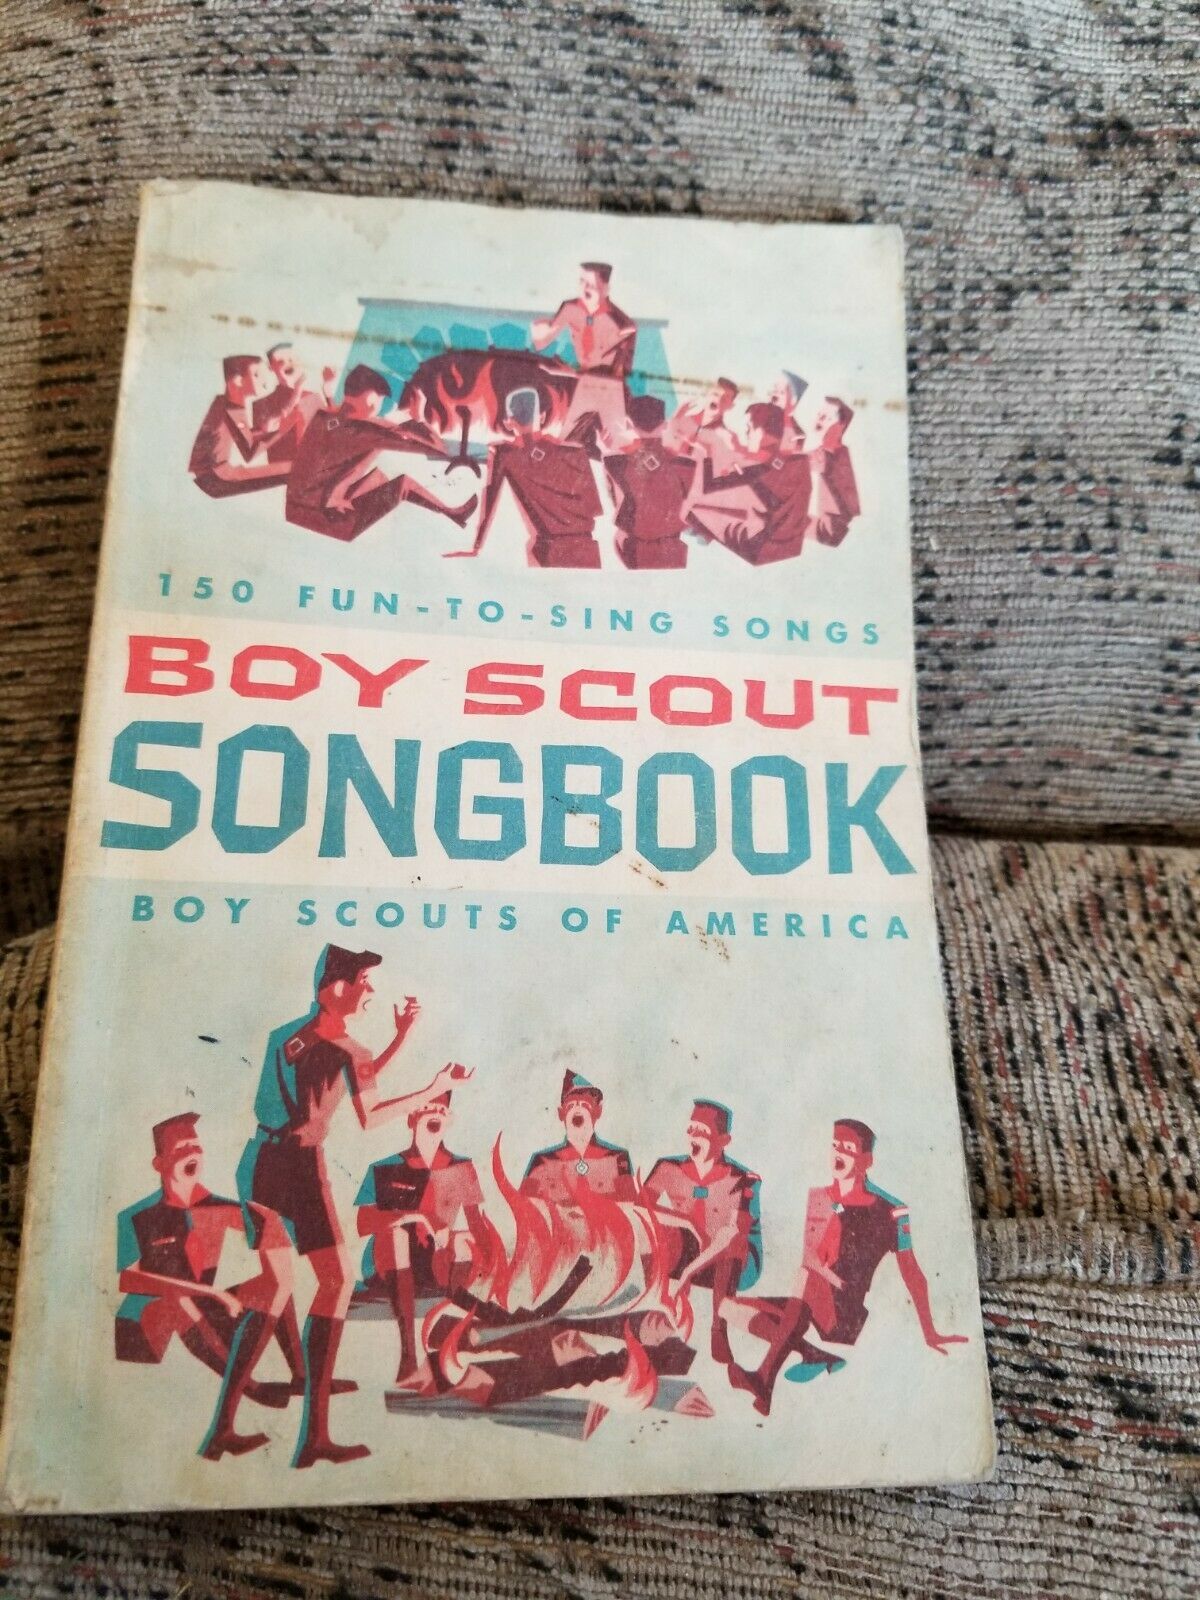 150 FUN-TO-SING SONGS
BOY SCOUT
SONGBOOK
BOY SCOUTS OF AMERICA